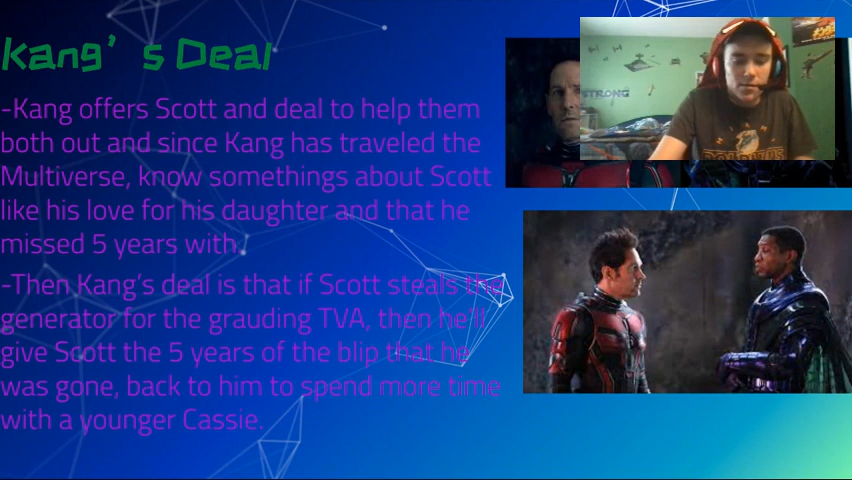 Kang's Deal
-Kang offers Scott and deal to help them
both out and since Kang has traveled the
Multiverse, know somethings about Scott
like his love for his daughter and that he
missed 5 years with.
-Then Kang's deal is that if Scott steals the
generator for the grauding TVA, then he'll
give Scott the 5 years of the blip that he
was gone, back to him to spend more time
with a younger Cassie.
STRONG